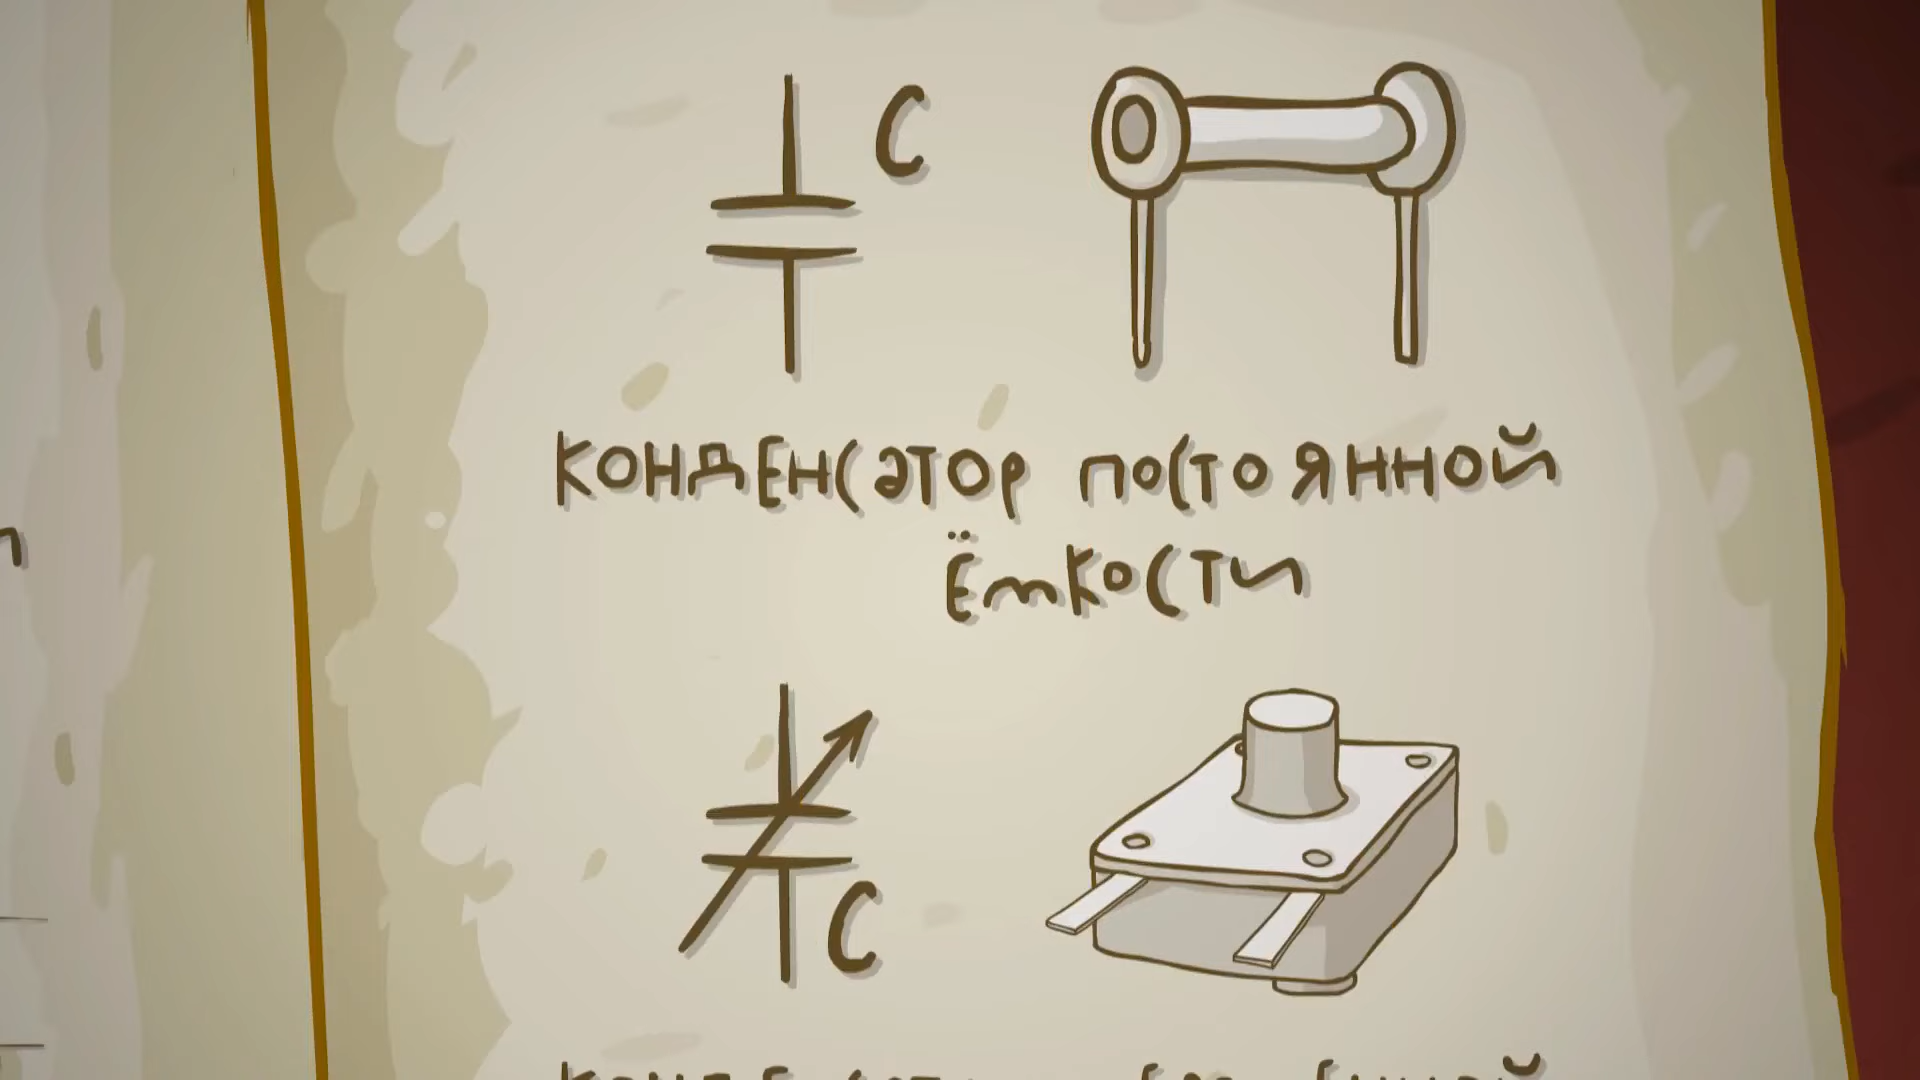 C
Конденсатор постоянной
ёмкости
C